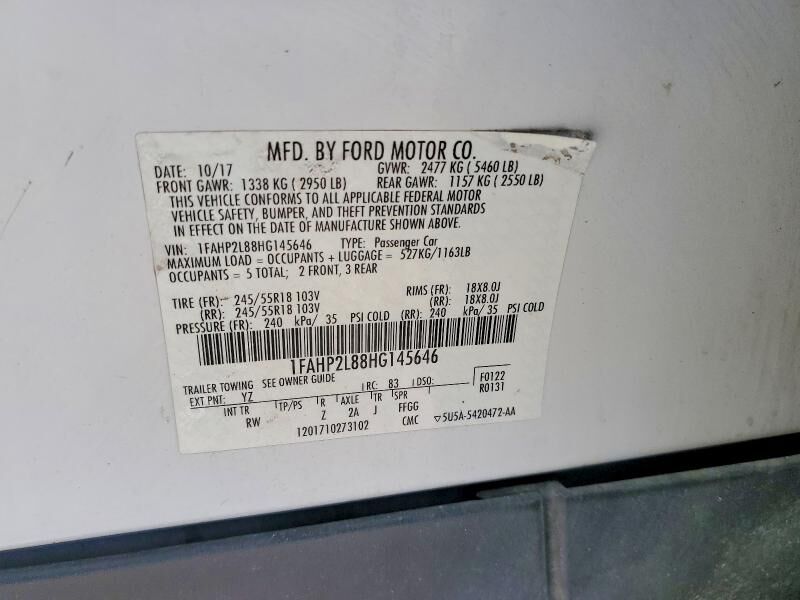 MFD. BY FORD MOTOR CO.
DATE: 10/17 GVWR: 2477 KG ( 5460 LB)
FRONT GAWR: 1338 KG ( 2950 LB) REAR GAWR: 1157 KG ( 2550 LB)
THIS VEHICLE CONFORMS TO ALL APPLICABLE FEDERAL MOTOR
VEHICLE SAFETY, BUMPER, AND THEFT PREVENTION STANDARDS
IN EFFECT ON THE DATE OF MANUFACTURE SHOWN ABOVE.
VIN: 1FAHP2L88HG145646 TYPE: Passenger Car
MAXIMUM LOAD = OCCUPANTS + LUGGAGE = 527KG/1163LB
OCCUPANTS = 5 TOTAL; 2 FRONT, 3 REAR
TIRE (FR): 245/55R18 103V RIMS (FR): 18X8.0J
(RR): 245/55R18 103V (RR): 18X8.0J
PRESSURE (FR): 240 kPa/ 35 PSI COLD (RR): 240 kPa/ 35 PSI COLD
1FAHP2L88HG145646
TRAILER TOWING SEE OWNER GUIDE RC: 83 DSO: F0122
EXT PNT: YZ R0131
INT TR TP/PS R AXLE TR SPR
RW Z 2A J FFGG
1201710273102 CMC ▽5U5A-5420472-AA